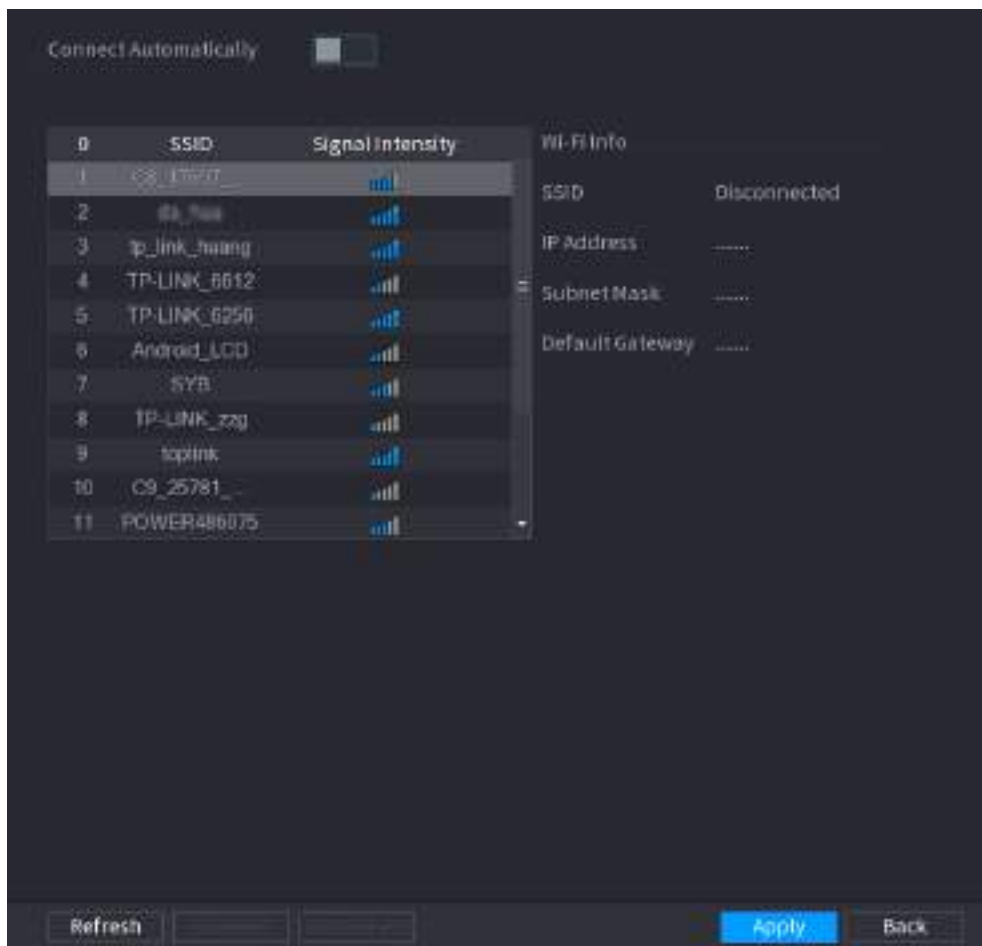 Connect Automatically
0 SSID Signal Intensity
1
2
3 tp_link_huang
4 TP-LINK_6612
5 TP-LINK_6256
6 Android_LCD
7 SYB
8 TP-LINK_zzg
9 toplink
10 C9_25781_...
11 POWER486075
Wi-Fi Info
SSID Disconnected
IP Address ......
Subnet Mask ......
Default Gateway ......
Refresh Apply Back